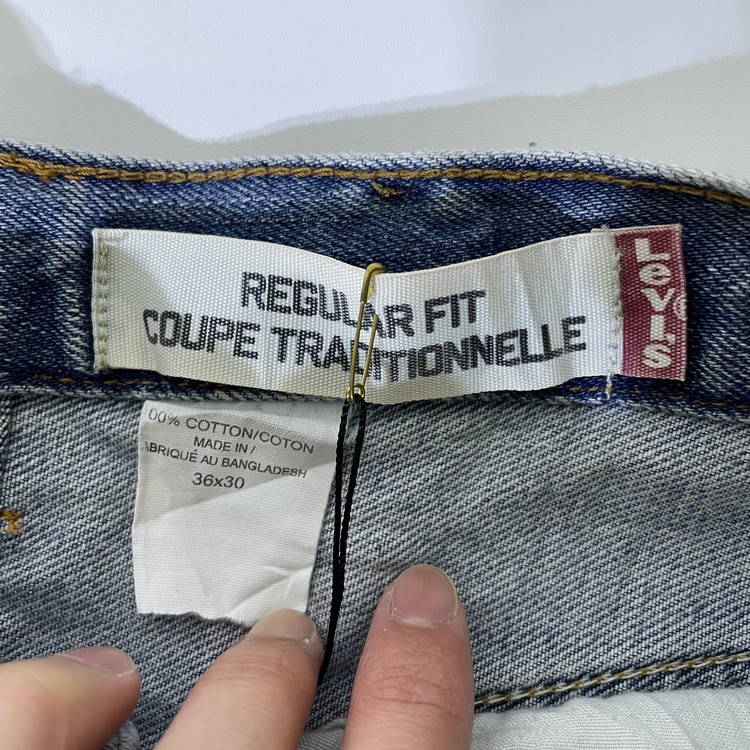 REGULAR FIT
COUPE TRADITIONNELLE
Levi's®
00% COTTON/COTON
MADE IN/
ABRIQUÉ AU BANGLADESH
36x30